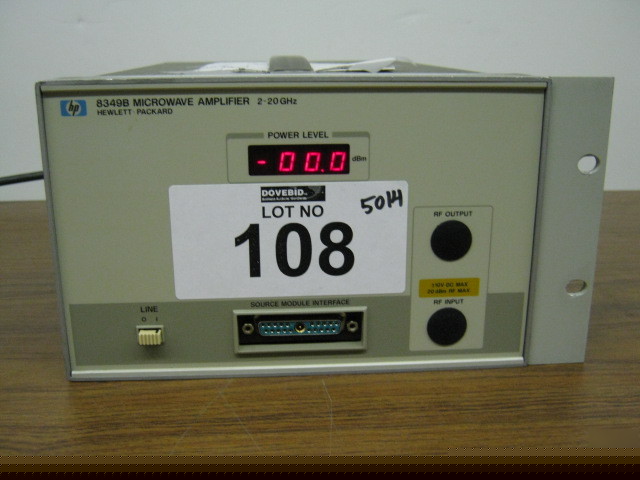 hp
8349B MICROWAVE AMPLIFIER 2-20GHz
HEWLETT·PACKARD
POWER LEVEL
-00.0 dBm
DOVEBID
LOT NO
5014
108
RF OUTPUT
RF INPUT
LINE
O I
SOURCE MODULE INTERFACE